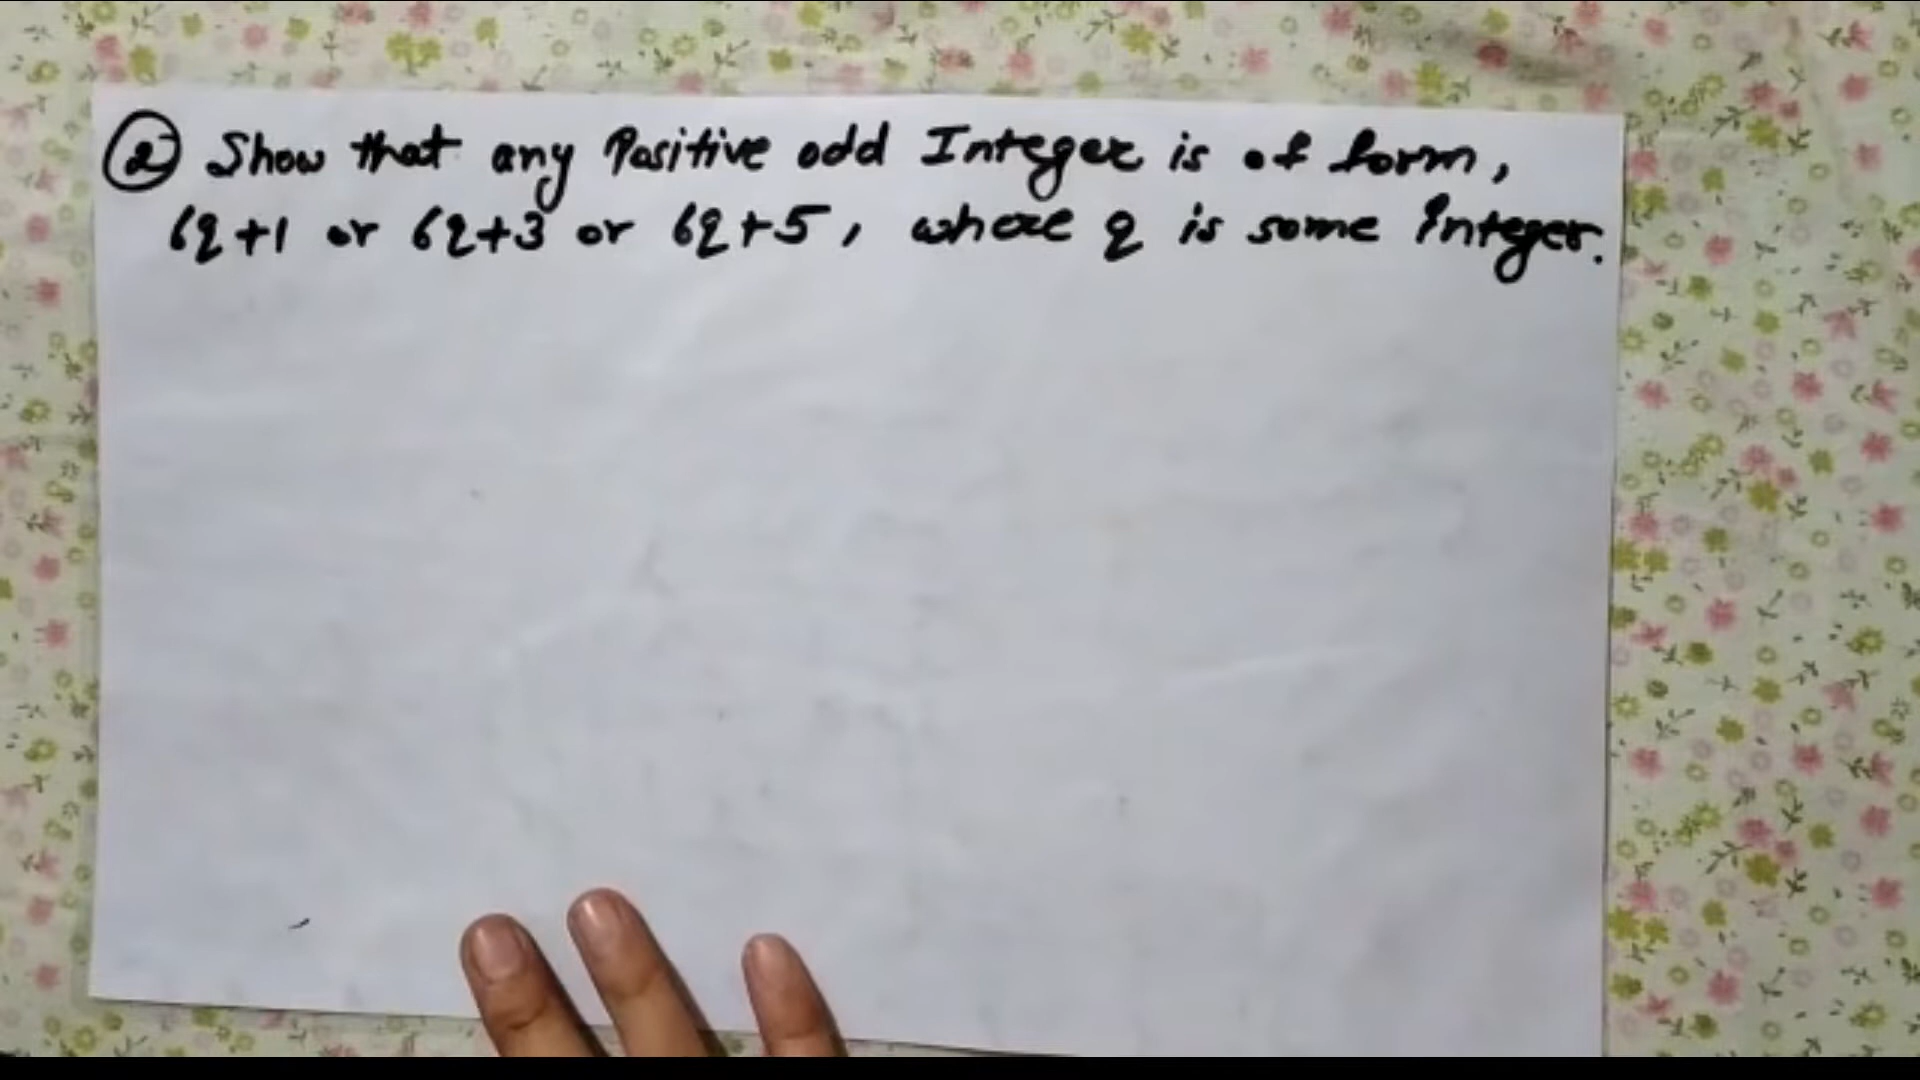 ② Show that any Positive odd Integer is of form,
6q+1 or 6q+3 or 6q+5, where q is some Integer.